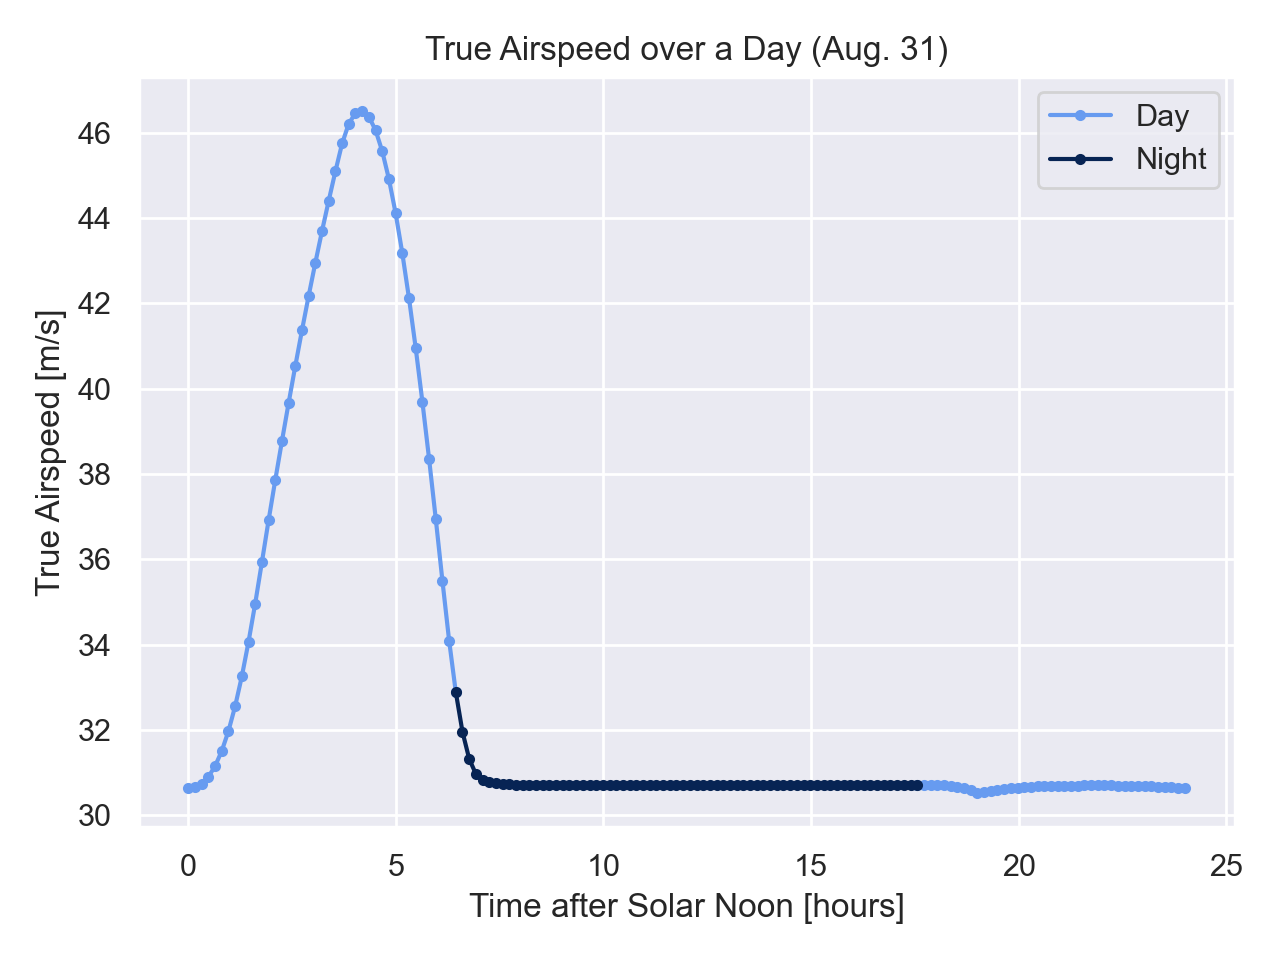 True Airspeed over a Day (Aug. 31)
Day
Night
True Airspeed [m/s]
46
44
42
40
38
36
34
32
30
0 5 10 15 20 25
Time after Solar Noon [hours]